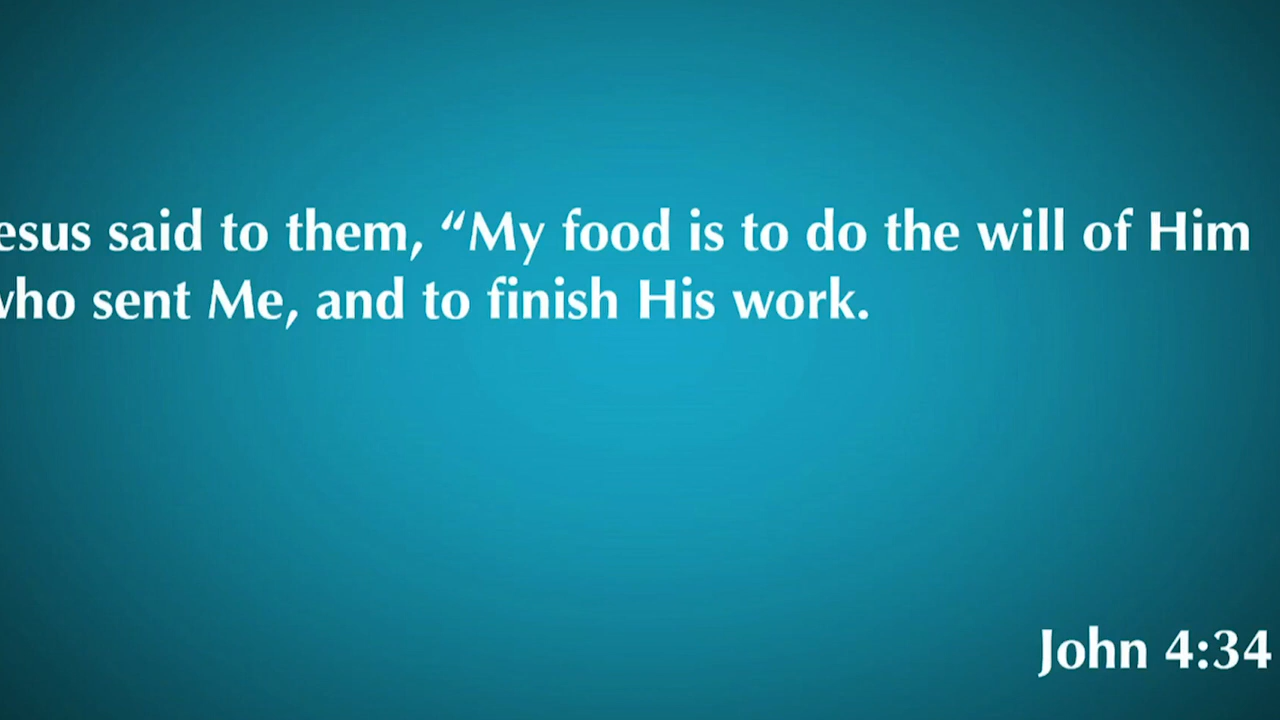 esus said to them, “My food is to do the will of Him
who sent Me, and to finish His work.
John 4:34